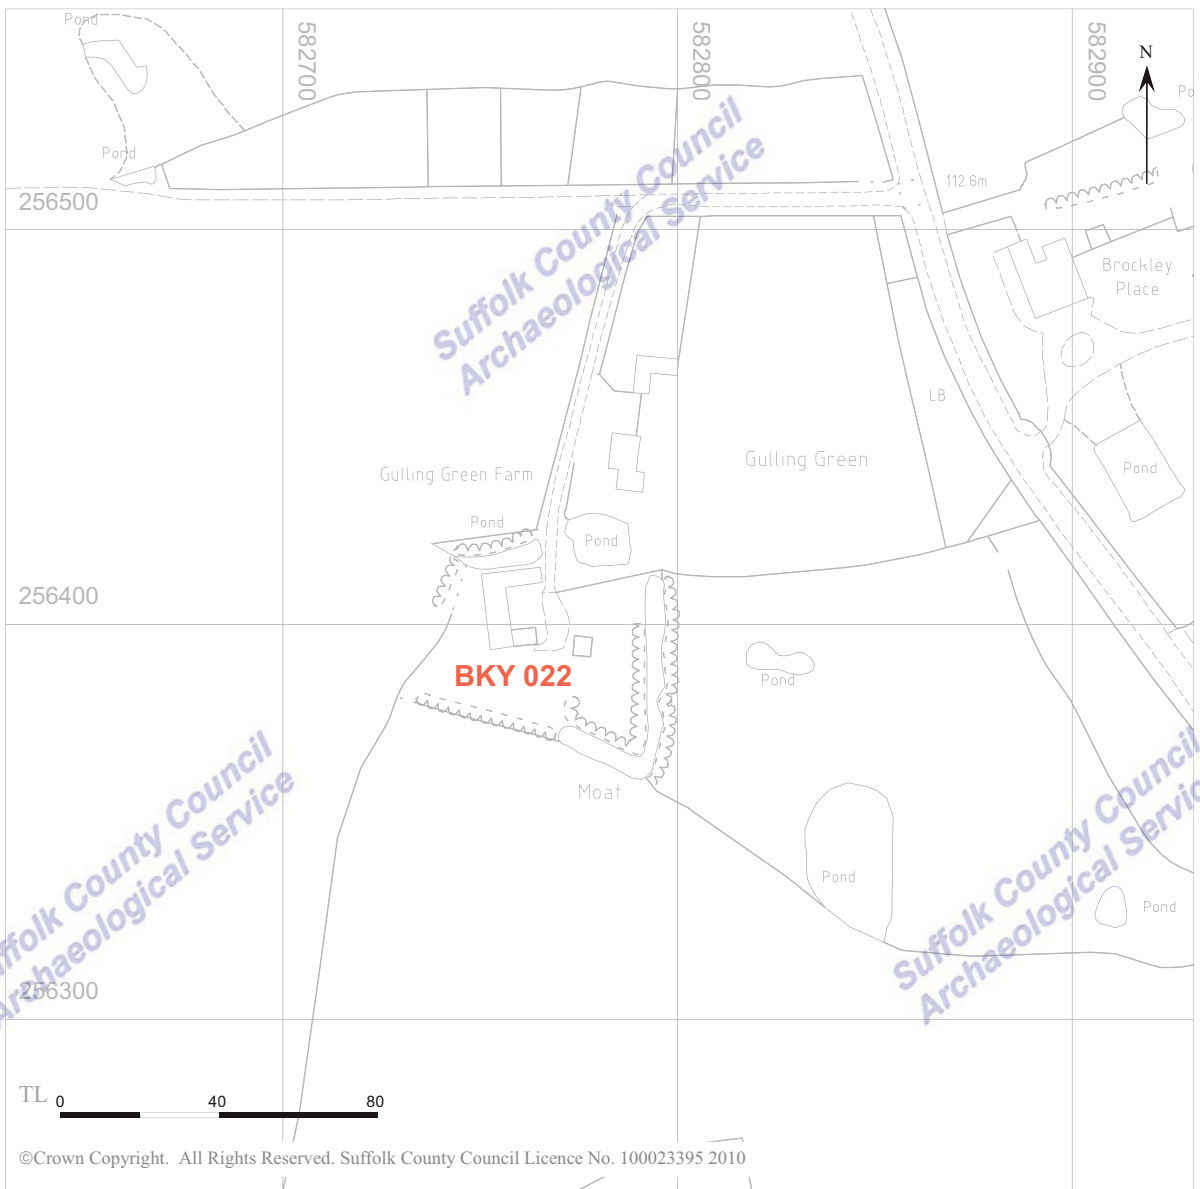 Pond
582700
582800
582900
N
Po
Pond
112.6m
256500
Suffolk County Council
Archaeological Service
Brockley
Place
LB
Gulling Green Farm
Gulling Green
Pond
Pond
Pond
256400
BKY 022
Pond
Moat
Suffolk County Council
Archaeological Service
Suffolk County Council
Archaeological Service
Pond
Pond
256300
TL
0 40 80
©Crown Copyright. All Rights Reserved. Suffolk County Council Licence No. 100023395 2010